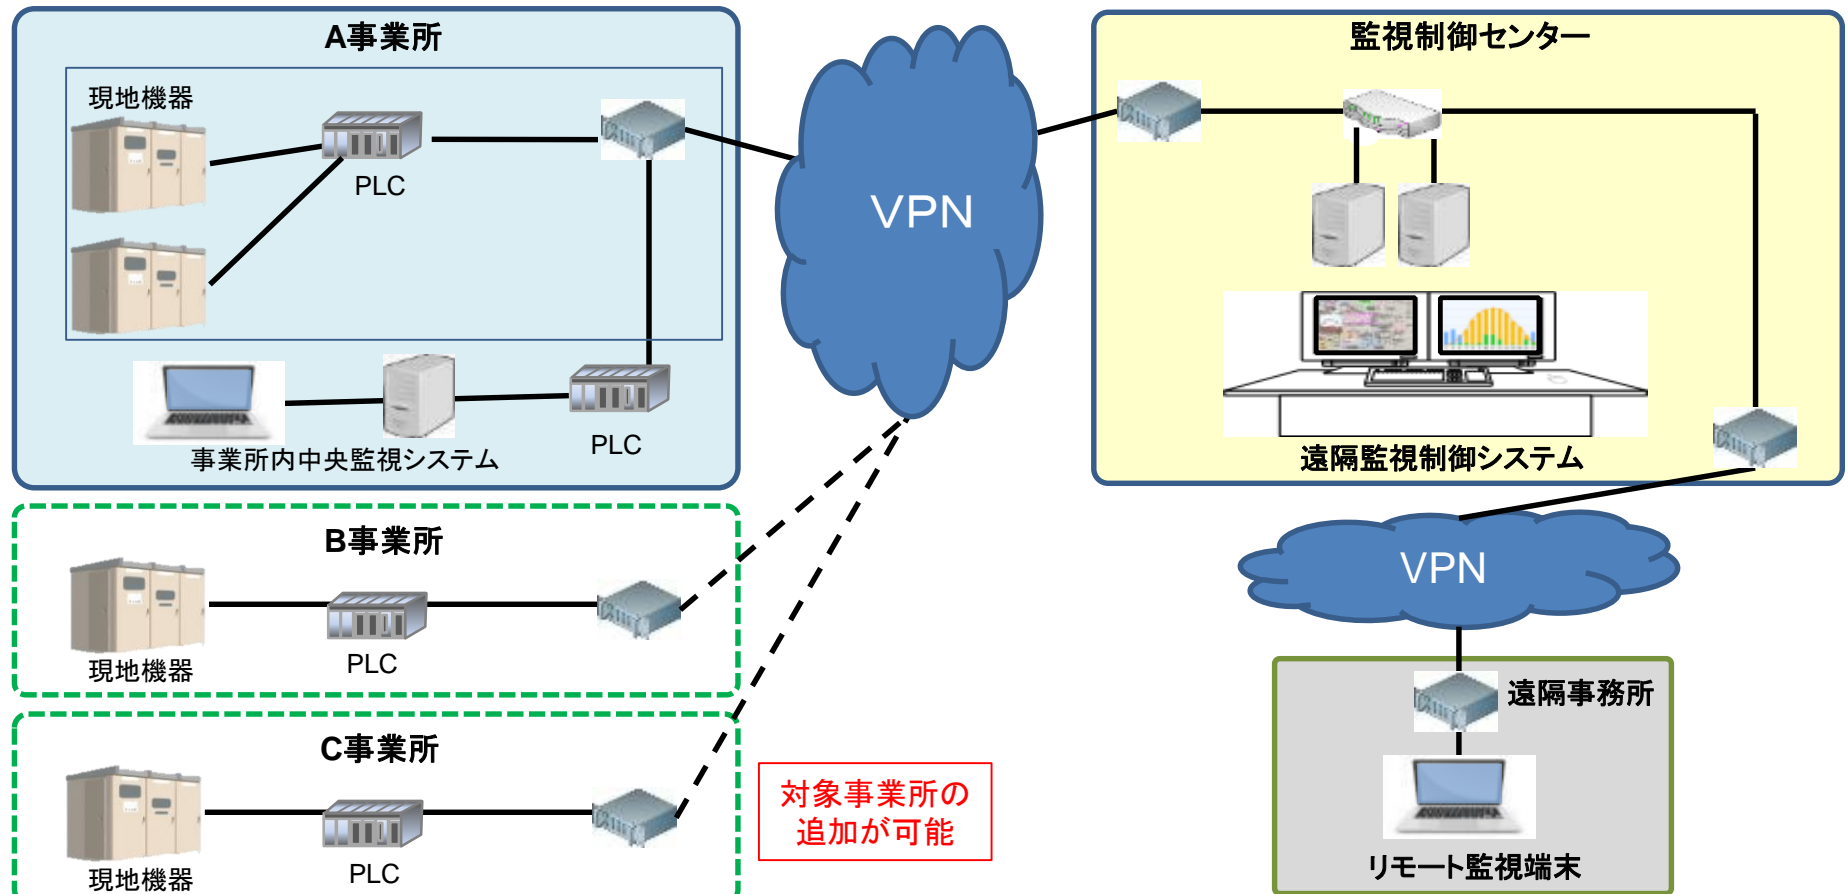 A事業所
現地機器
PLC
PLC
事業所内中央監視システム
B事業所
現地機器
PLC
C事業所
現地機器
PLC
VPN
対象事業所の
追加が可能
監視制御センター
遠隔監視制御システム
VPN
遠隔事務所
リモート監視端末